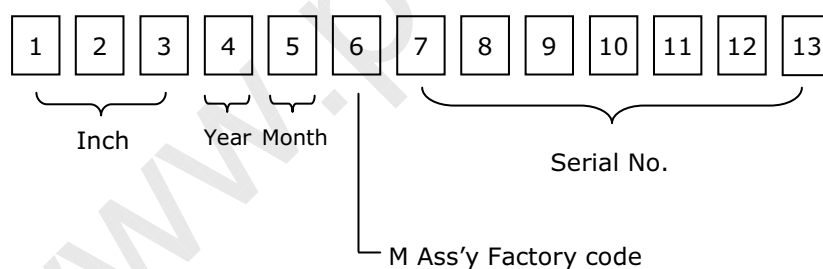 1 2 3 4 5 6 7 8 9 10 11 12 13
Inch Year Month
Serial No.
M Ass’y Factory code
www.p